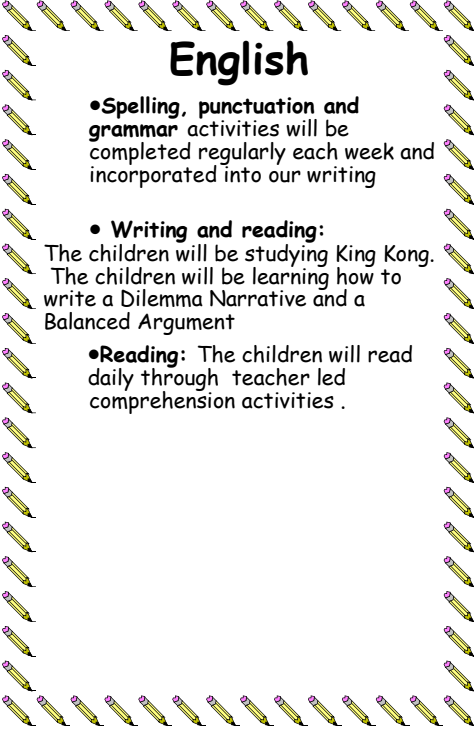 English
•Spelling, punctuation and
grammar activities will be
completed regularly each week and
incorporated into our writing
• Writing and reading:
The children will be studying King Kong.
The children will be learning how to
write a Dilemma Narrative and a
Balanced Argument
•Reading: The children will read
daily through teacher led
comprehension activities .